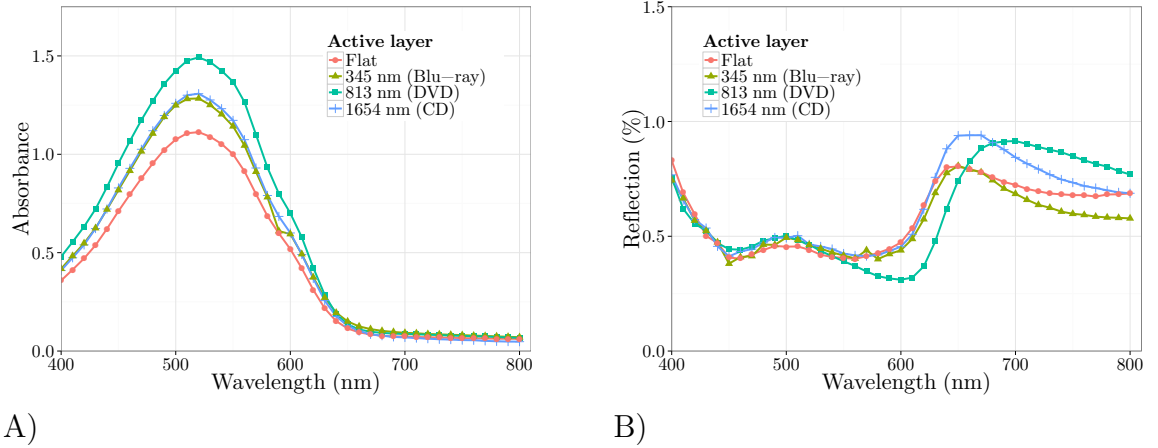 1.5
1.0
0.5
0.0
Absorbance
Active layer
Flat
345 nm (Blu−ray)
813 nm (DVD)
1654 nm (CD)
400 500 600 700 800
Wavelength (nm)
A)
1.5
1.0
0.5
0.0
Reflection (%)
Active layer
Flat
345 nm (Blu−ray)
813 nm (DVD)
1654 nm (CD)
400 500 600 700 800
Wavelength (nm)
B)